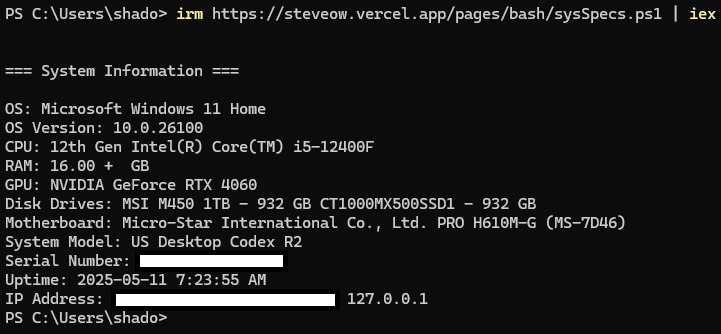 PS C:\Users\shado> irm https://steveow.vercel.app/pages/bash/sysSpecs.ps1 | iex
=== System Information ===
OS: Microsoft Windows 11 Home
OS Version: 10.0.26100
CPU: 12th Gen Intel(R) Core(TM) i5-12400F
RAM: 16.00 +  GB
GPU: NVIDIA GeForce RTX 4060
Disk Drives: MSI M450 1TB - 932 GB CT1000MX500SSD1 - 932 GB
Motherboard: Micro-Star International Co., Ltd. PRO H610M-G (MS-7D46)
System Model: US Desktop Codex R2
Serial Number:
Uptime: 2025-05-11 7:23:55 AM
IP Address: 127.0.0.1
PS C:\Users\shado>